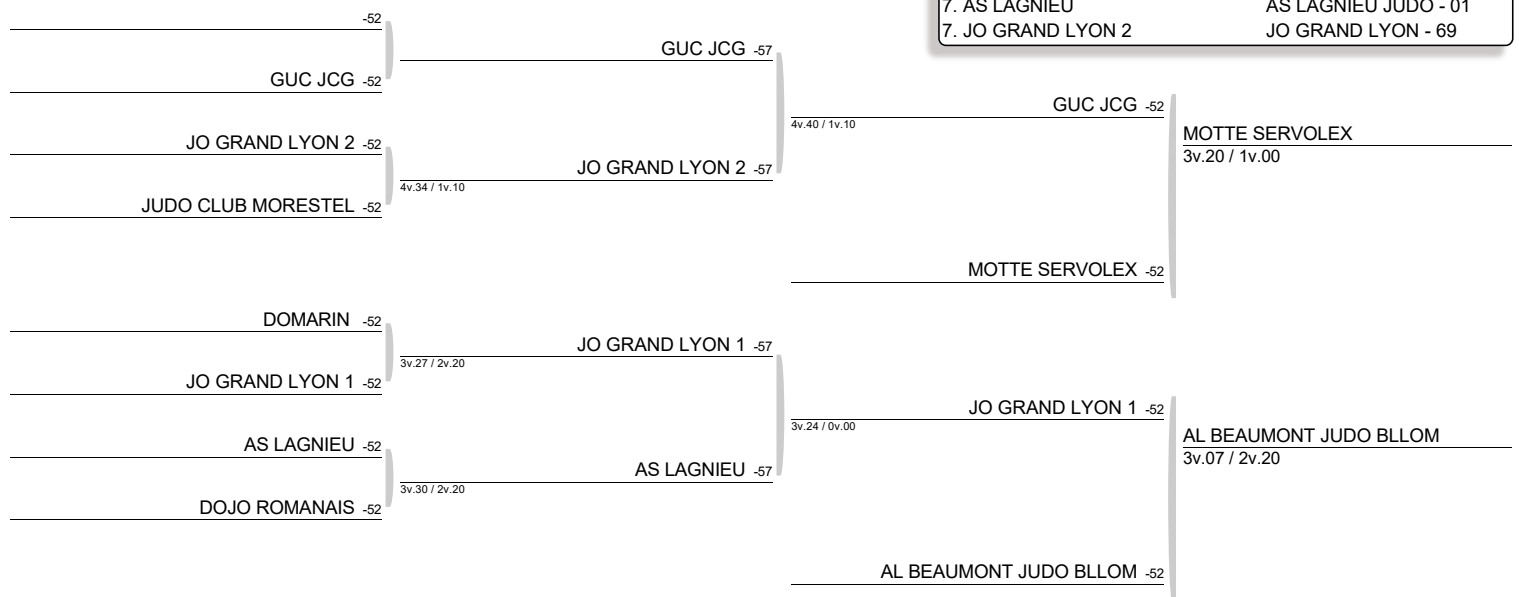 7. AS LAGNIEU AS LAGNIEU JUDO - 01
7. JO GRAND LYON 2 JO GRAND LYON - 69
-52
GUC JCG -52
JO GRAND LYON 2 -52
JUDO CLUB MORESTEL -52
DOMARIN -52
JO GRAND LYON 1 -52
AS LAGNIEU -52
DOJO ROMANAIS -52
GUC JCG -57
JO GRAND LYON 2 -57
4v.34 / 1v.10
JO GRAND LYON 1 -57
3v.27 / 2v.20
AS LAGNIEU -57
3v.30 / 2v.20
GUC JCG -52
4v.40 / 1v.10
MOTTE SERVOLEX -52
JO GRAND LYON 1 -52
3v.24 / 0v.00
AL BEAUMONT JUDO BLLOM -52
MOTTE SERVOLEX
3v.20 / 1v.00
AL BEAUMONT JUDO BLLOM
3v.07 / 2v.20